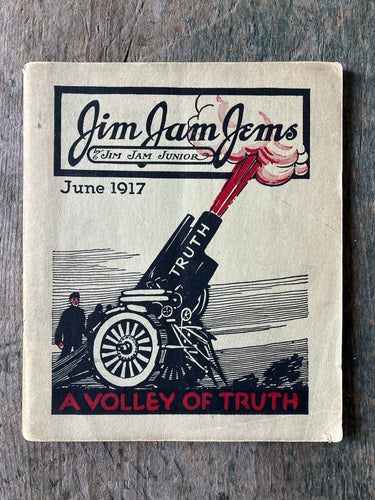 Jim Jam Jems
by JIM JAM JUNIOR
June 1917
TRUTH
A VOLLEY OF TRUTH